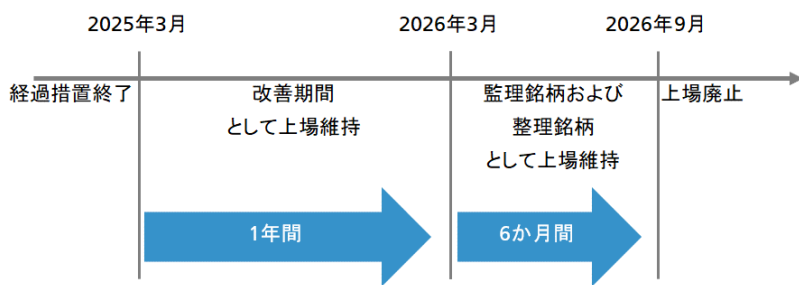 2025年3月
2026年3月
2026年9月
経過措置終了
改善期間
として上場維持
監理銘柄および
整理銘柄
として上場維持
上場廃止
1年間
6か月間